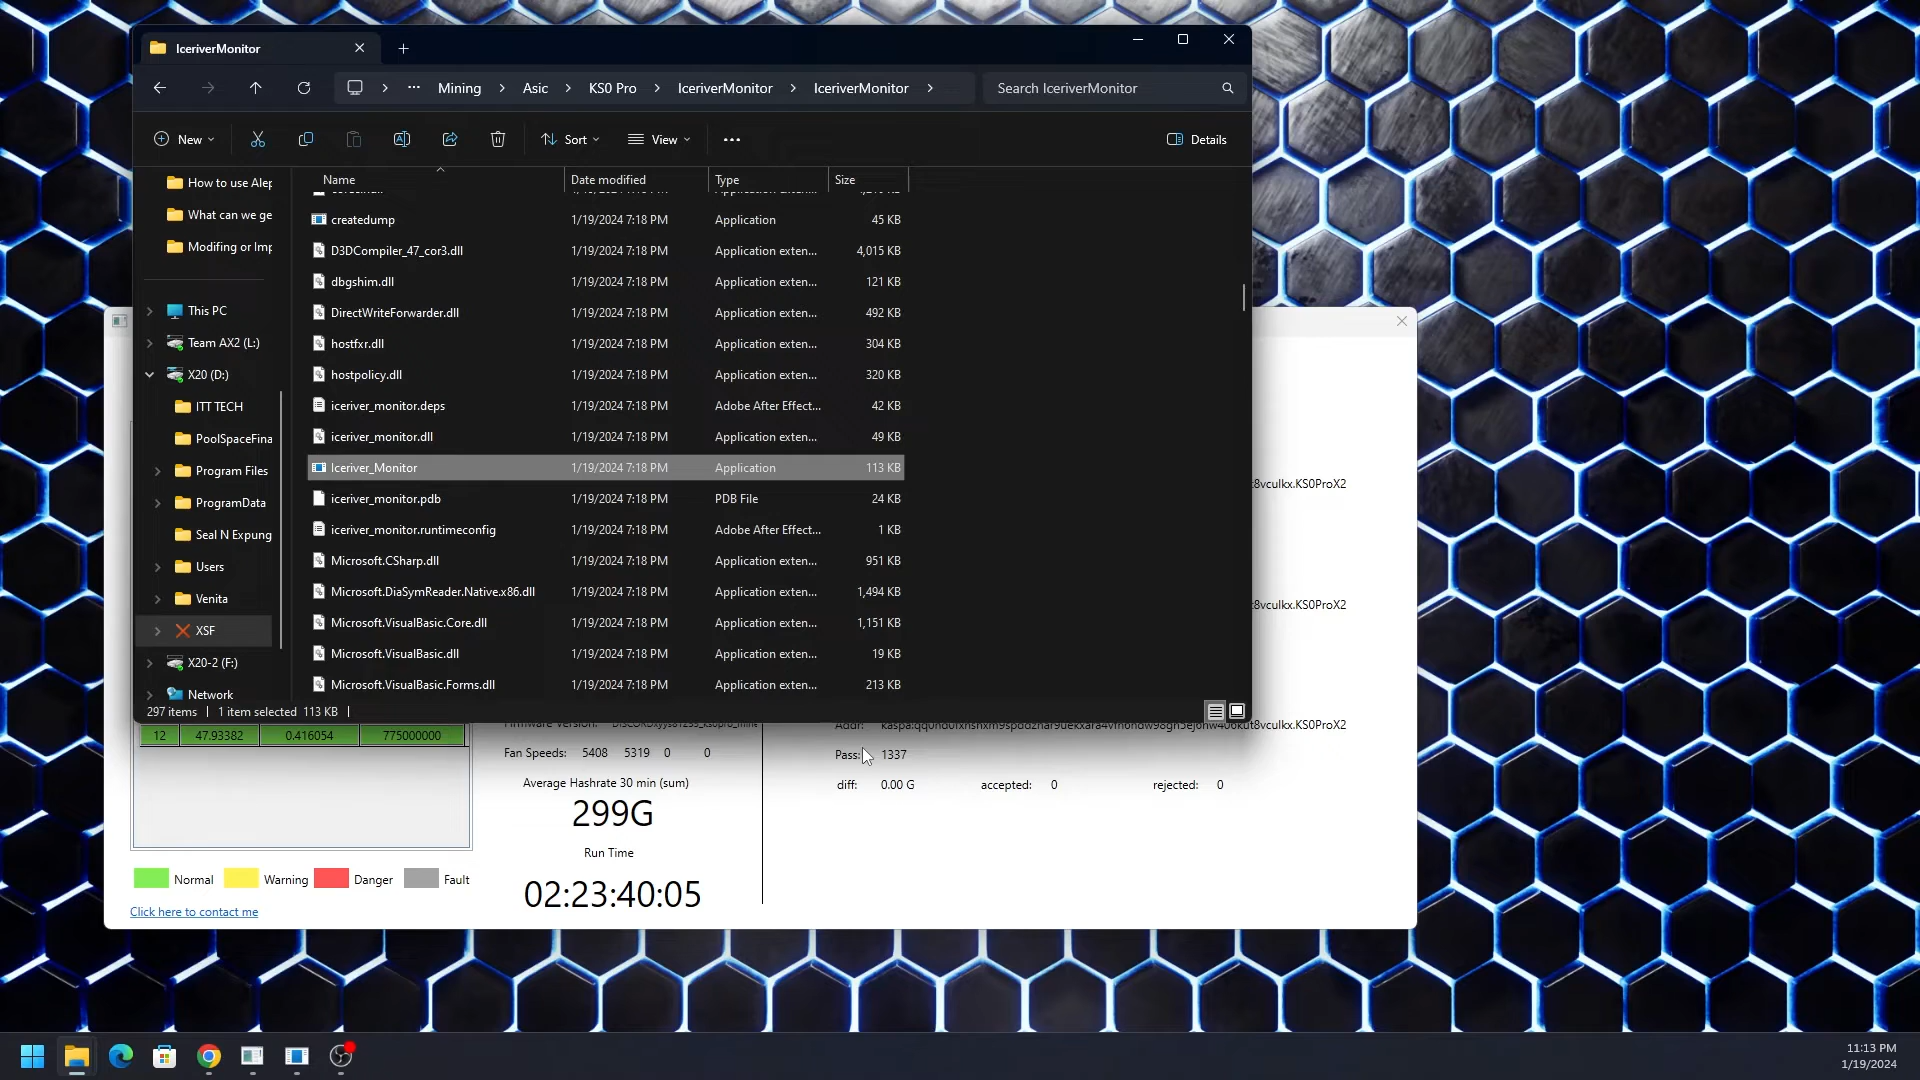 IceriverMonitor
Mining
Asic
KS0 Pro
IceriverMonitor
IceriverMonitor
Search IceriverMonitor
New
Sort
View
Details
Name
Date modified
Type
Size
How to use Alep
What can we ge
Modifing or Imp
This PC
Team AX2 (L:)
X20 (D:)
ITT TECH
PoolSpaceFina
Program Files
ProgramData
Seal N Expung
Users
Venita
XSF
X20-2 (F:)
Network
createdump 1/19/2024 7:18 PM Application 45 KB
D3DCompiler_47_cor3.dll 1/19/2024 7:18 PM Application exten... 4,015 KB
dbgshim.dll 1/19/2024 7:18 PM Application exten... 121 KB
DirectWriteForwarder.dll 1/19/2024 7:18 PM Application exten... 492 KB
hostfxr.dll 1/19/2024 7:18 PM Application exten... 304 KB
hostpolicy.dll 1/19/2024 7:18 PM Application exten... 320 KB
iceriver_monitor.deps 1/19/2024 7:18 PM Adobe After Effect... 42 KB
iceriver_monitor.dll 1/19/2024 7:18 PM Application exten... 49 KB
Iceriver_Monitor 1/19/2024 7:18 PM Application 113 KB
iceriver_monitor.pdb 1/19/2024 7:18 PM PDB File 24 KB
iceriver_monitor.runtimeconfig 1/19/2024 7:18 PM Adobe After Effect... 1 KB
Microsoft.CSharp.dll 1/19/2024 7:18 PM Application exten... 951 KB
Microsoft.DiaSymReader.Native.x86.dll 1/19/2024 7:18 PM Application exten... 1,494 KB
Microsoft.VisualBasic.Core.dll 1/19/2024 7:18 PM Application exten... 1,151 KB
Microsoft.VisualBasic.dll 1/19/2024 7:18 PM Application exten... 19 KB
Microsoft.VisualBasic.Forms.dll 1/19/2024 7:18 PM Application exten... 213 KB
297 items
1 item selected 113 KB
t8vculkx.KS0ProX2
t8vculkx.KS0ProX2
12 47.93382 0.416054 775000000
Fan Speeds: 5408 5319 0 0
Average Hashrate 30 min (sum)
299G
Run Time
02:23:40:05
Addr:
Pass: 1337
diff: 0.00 G accepted: 0 rejected: 0
Normal
Warning
Danger
Fault
Click here to contact me
11:13 PM
1/19/2024